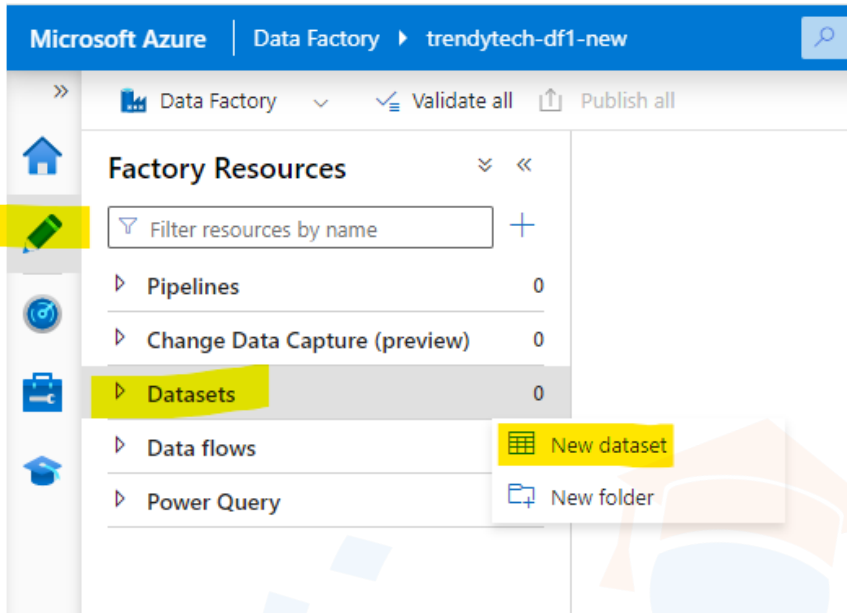 Microsoft Azure Data Factory trendytech-df1-new
Data Factory Validate all Publish all
Factory Resources
Filter resources by name
Pipelines 0
Change Data Capture (preview) 0
Datasets 0
New dataset
Data flows
New folder
Power Query